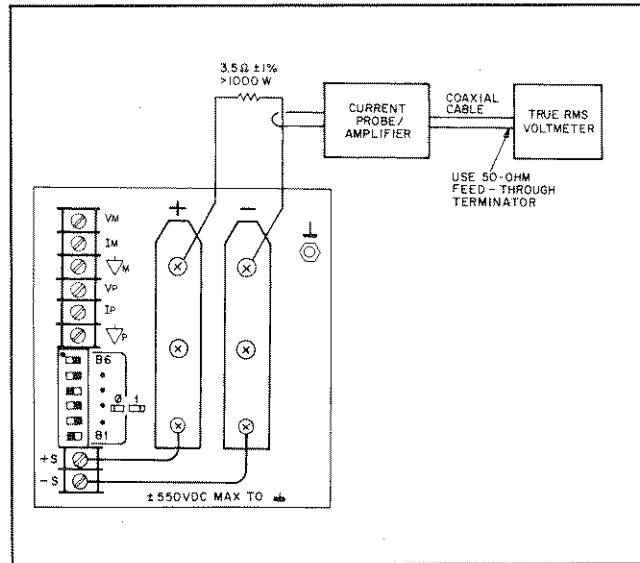 3.5Ω ±1%
>1000 W
CURRENT
PROBE/
AMPLIFIER
COAXIAL
CABLE
TRUE RMS
VOLTMETER
USE 50-OHM
FEED-THROUGH
TERMINATOR
+ -
VM
IM
M
VP
IP
P
B6
0 1
B1
+S
-S
±550VDC MAX TO